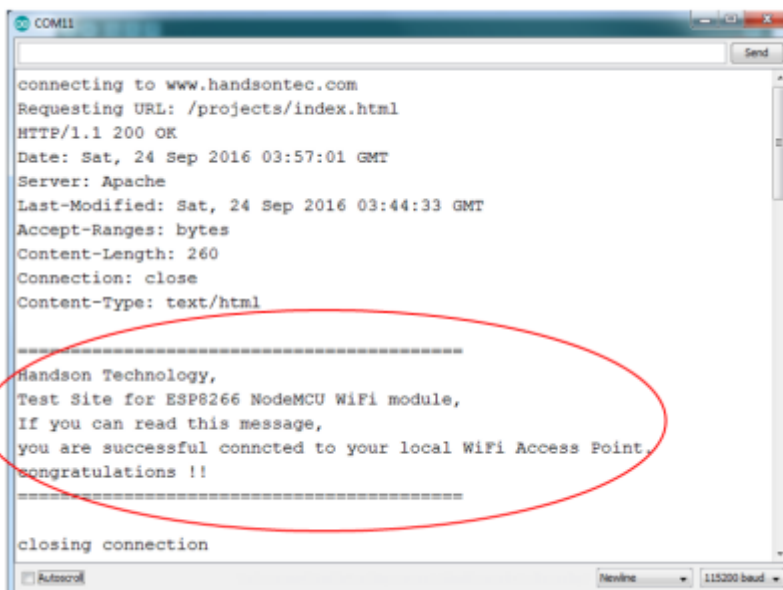 COM11
Send
connecting to www.handsontec.com
Requesting URL: /projects/index.html
HTTP/1.1 200 OK
Date: Sat, 24 Sep 2016 03:57:01 GMT
Server: Apache
Last-Modified: Sat, 24 Sep 2016 03:44:33 GMT
Accept-Ranges: bytes
Content-Length: 260
Connection: close
Content-Type: text/html
==========================================
Handson Technology,
Test Site for ESP8266 NodeMCU WiFi module,
If you can read this message,
you are successful conncted to your local WiFi Access Point,
congratulations !!
==========================================
closing connection
Autoscroll Newline 115200 baud